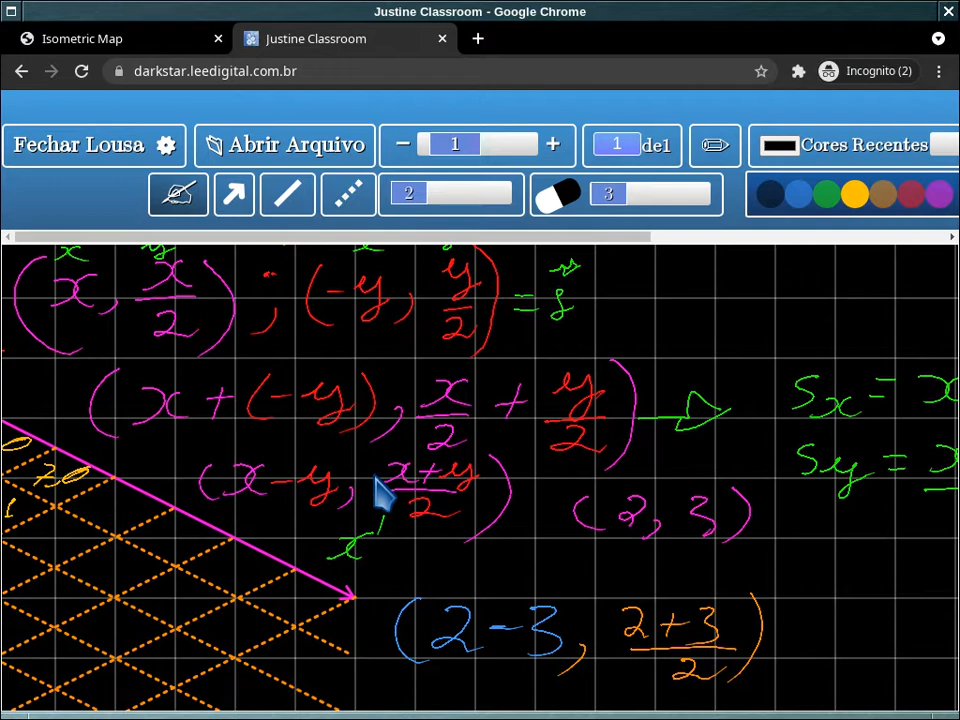 Justine Classroom - Google Chrome
Isometric Map
Justine Classroom
darkstar.leedigital.com.br
Incognito (2)
Fechar Lousa
Abrir Arquivo
− 1 +
1 de1
Cores Recentes
2
3
x y x
(x, x/2) ; (-y, y/2) = f
(x + (-y), x/2 + y/2)
Sx = x
(x - y, (x+y)/2)
Sy = x
20
1
(2, 3)
x'
(2 - 3, (2+3)/2)